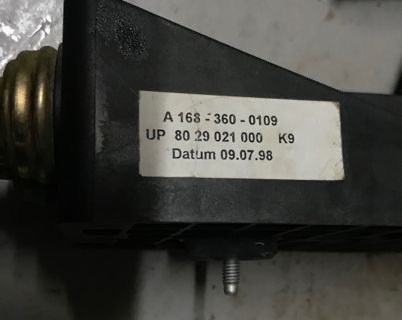 A 168 - 360 - 0109
UP 80 29 021 000 K9
Datum 09.07.98